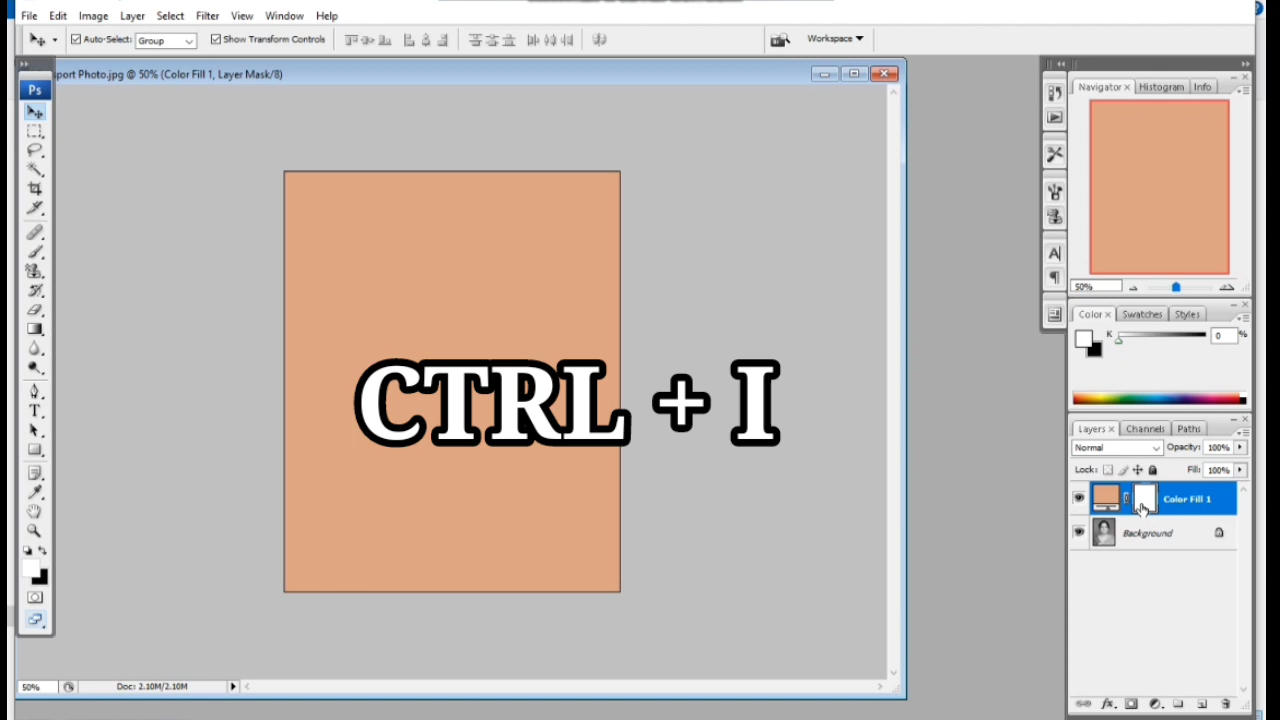 File Edit Image Layer Select Filter View Window Help
Auto-Select: Group Show Transform Controls Workspace
port Photo.jpg @ 50% (Color Fill 1, Layer Mask/8)
Ps
Navigator × Histogram Info
50%
Color × Swatches Styles
K 0 %
CTRL + I
Layers × Channels Paths
Normal Opacity: 100%
Lock: Fill: 100%
Color Fill 1
Background
50% Doc: 2.10M/2.10M